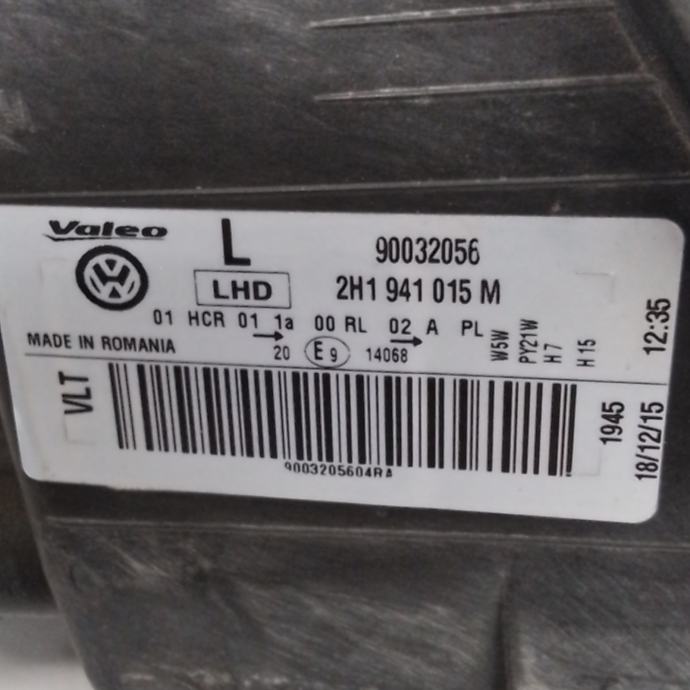 Valeo
L
90032056
LHD
2H1 941 015 M
01 HCR 01 1a 00 RL 02 A PL
MADE IN ROMANIA
20 E9 14068
W5W
PY21W
H7
H15
12:35
VLT
9003205604RA
1945
18/12/15